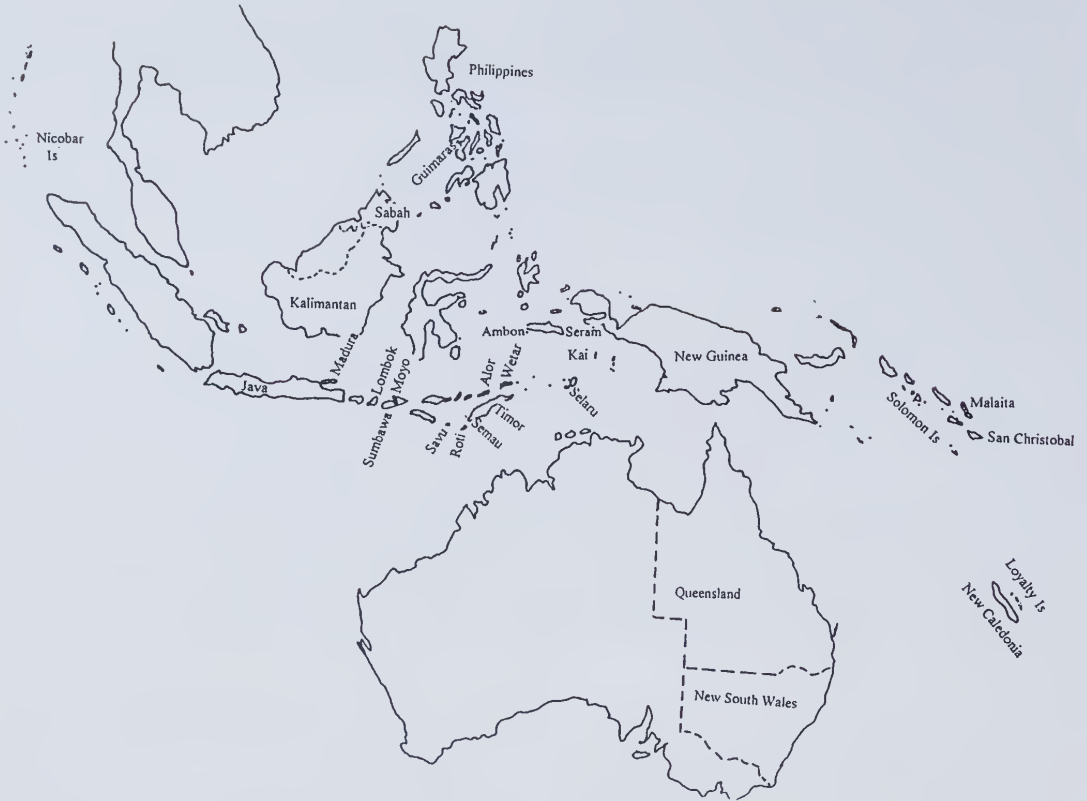 Philippines
Nicobar
Is
Guimaras
Sabah
Kalimantan
Ambon
Seram
Kai
New Guinea
Madura
Java
Lombok
Moyo
Sumbawa
Alor
Wetar
Savu
Roti
Semau
Timor
Selaru
Solomon Is
Malaita
San Christobal
Queensland
New South Wales
Loyalty Is
New Caledonia